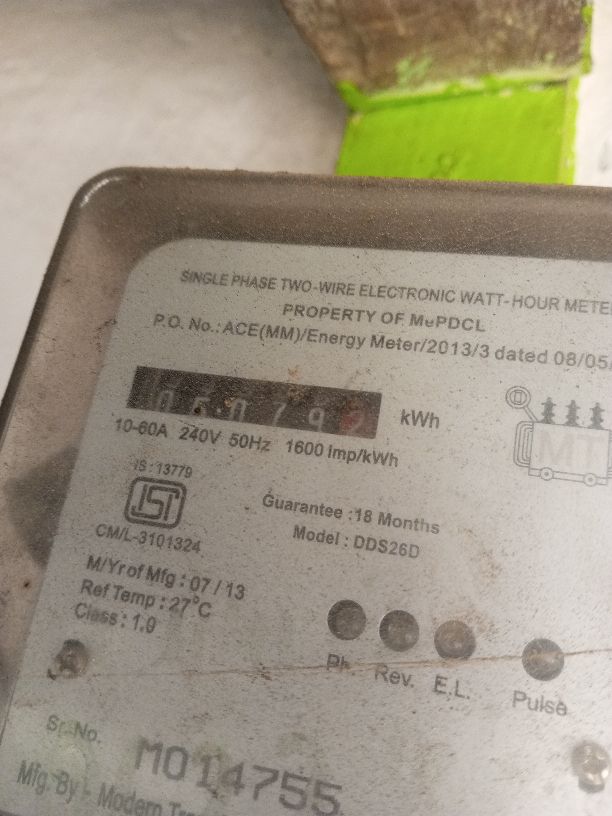 SINGLE PHASE TWO-WIRE ELECTRONIC WATT-HOUR METER
PROPERTY OF MePDCL
P.O. No.: ACE(MM)/Energy Meter/2013/3 dated 08/05/
kWh
10-60A 240V 50Hz 1600 imp/kWh
MT
IS : 13779
ISI
CM/L-3101324
Guarantee : 18 Months
Model : DDS26D
M/Yr of Mfg : 07 / 13
Ref Temp : 27°C
Class : 1.0
Ph. Rev. E.L. Pulse
Sr. No. M014755
Mfg. By - Modern